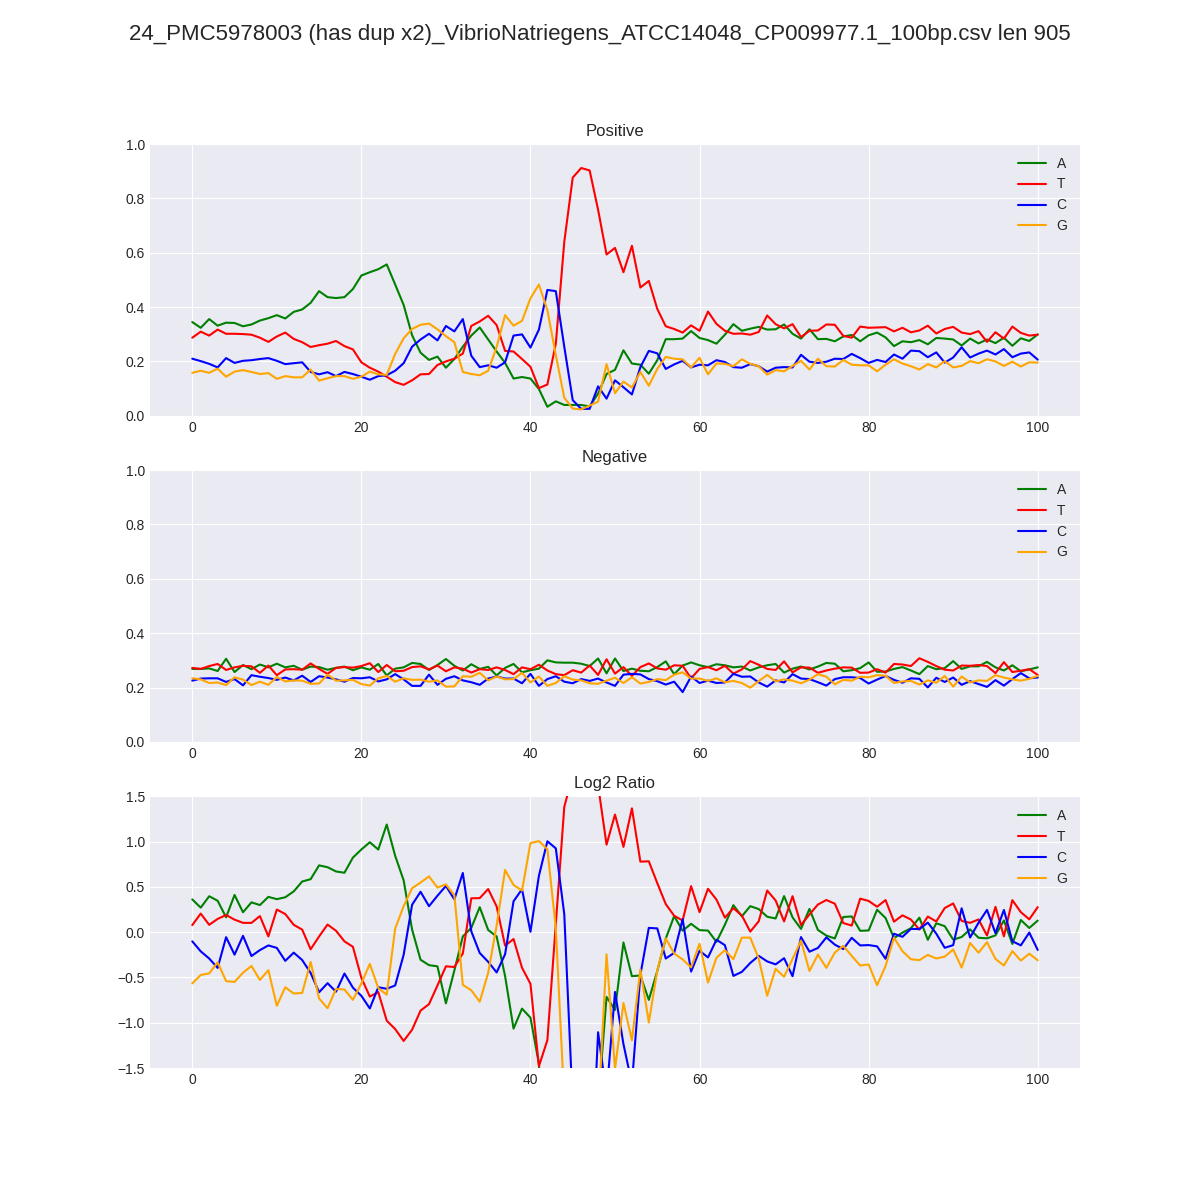 24_PMC5978003 (has dup x2)_VibrioNatriegens_ATCC14048_CP009977.1_100bp.csv len 905
Positive
1.0
0.8
0.6
0.4
0.2
0.0
0 20 40 60 80 100
A
T
C
G
Negative
1.0
0.8
0.6
0.4
0.2
0.0
0 20 40 60 80 100
A
T
C
G
Log2 Ratio
1.5
1.0
0.5
0.0
−0.5
−1.0
−1.5
0 20 40 60 80 100
A
T
C
G